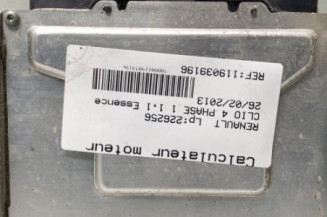 Calculateur moteur
RENAULT Lp:226256
CLIO 4 PHASE 1 1.1 Essence
26/02/2013
REF:119039196